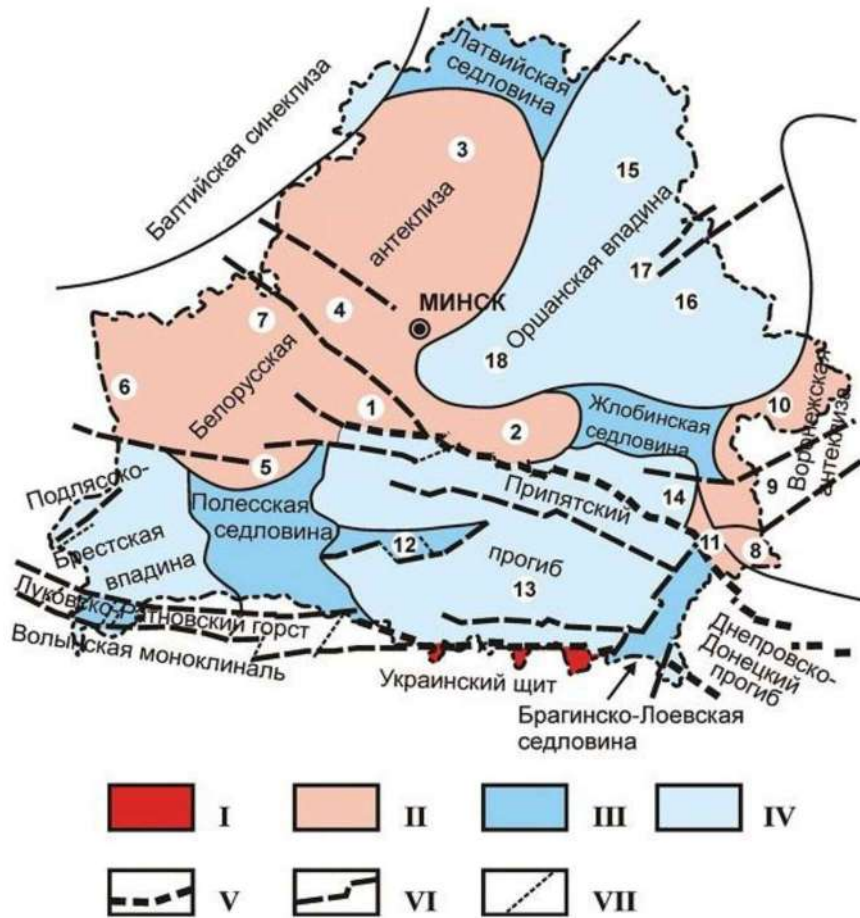 Латвийская
седловина
Балтийская синеклиза
3
15
антеклиза
Оршанская впадина
17
16
4
МИНСК
7
18
6
Белорусская
1
2
Жлобинская
седловина
10
Воронежская
антеклиза
9
5
Подлясско-
Брестская
впадина
Полесская
седловина
Припятский
14
12
прогиб
11
8
13
Луковско-Ратновский горст
Волынская моноклиналь
Украинский щит
Днепровско-
Донецкий
прогиб
Брагинско-Лоевская
седловина
I
II
III
IV
V
VI
VII